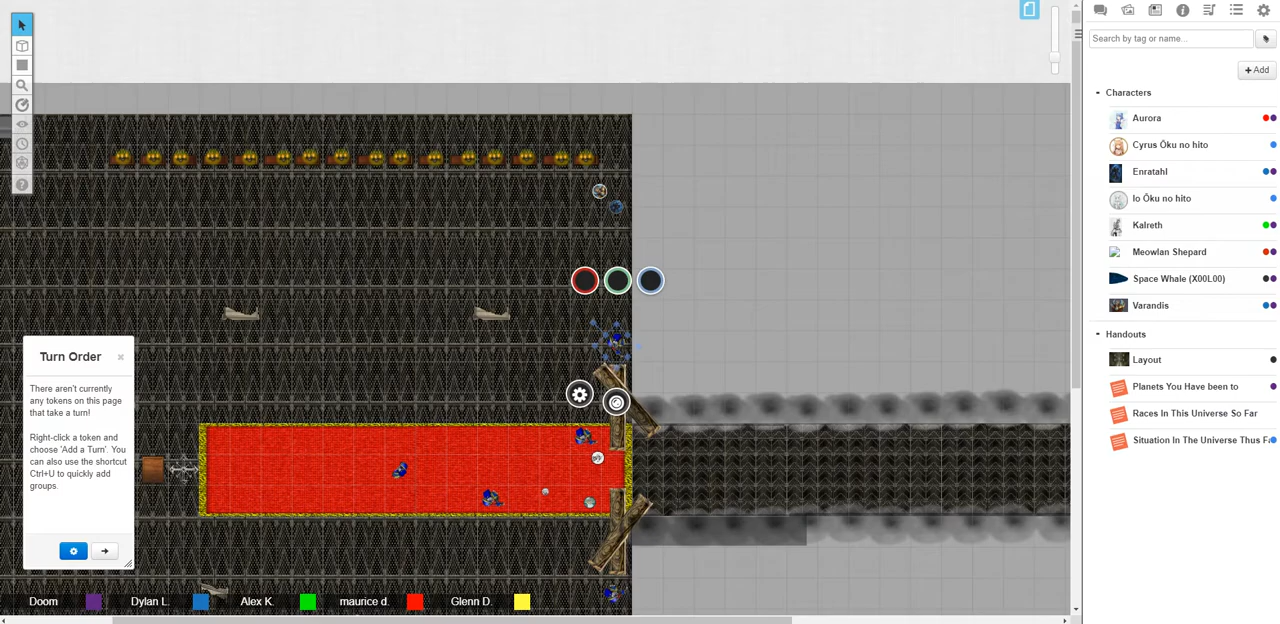 Search by tag or name...
+ Add
Characters
Aurora
Cyrus Ôku no hito
Enratahl
Io Ôku no hito
Kalreth
Meowlan Shepard
Space Whale (X00L00)
Varandis
Handouts
Layout
Planets You Have been to
Races In This Universe So Far
Situation In The Universe Thus Fa
Turn Order ×
There aren't currently
any tokens on this page
that take a turn!
Right-click a token and
choose 'Add a Turn'. You
can also use the shortcut
Ctrl+U to quickly add
groups.
Doom
Dylan L.
Alex K.
maurice d.
Glenn D.